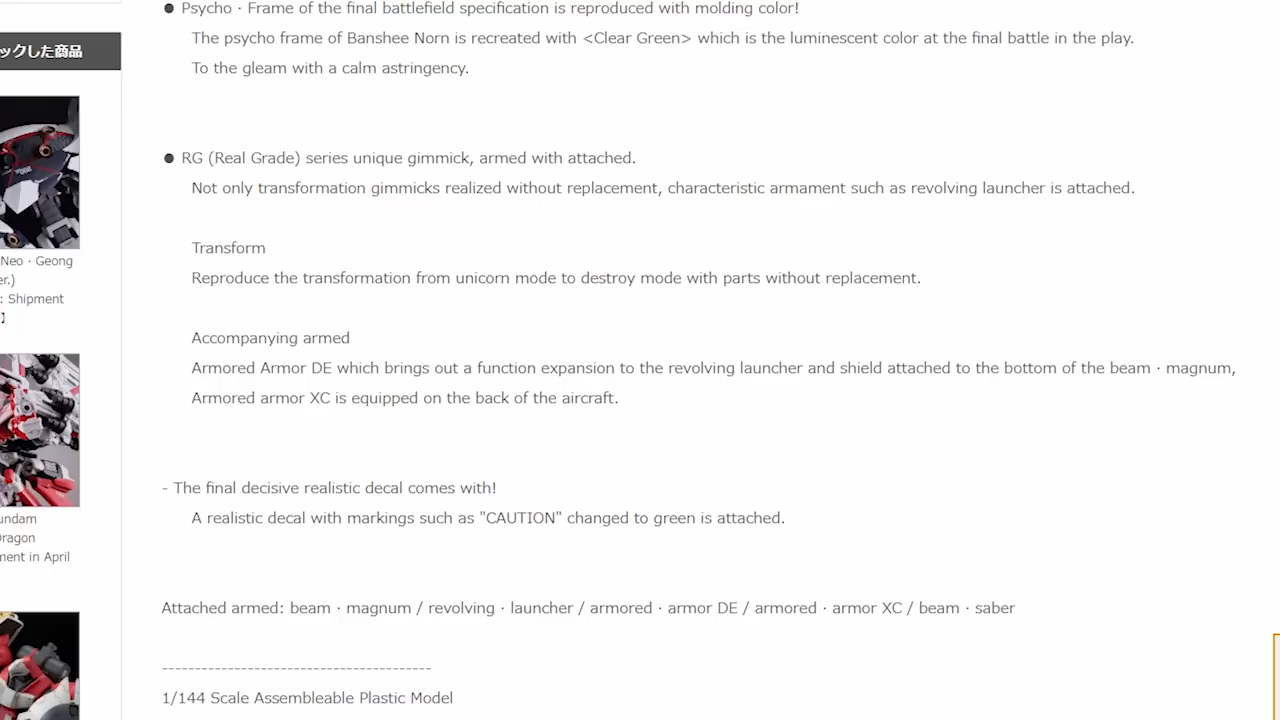 ● Psycho · Frame of the final battlefield specification is reproduced with molding color!
The psycho frame of Banshee Norn is recreated with <Clear Green> which is the luminescent color at the final battle in the play.
To the gleam with a calm astringency.
● RG (Real Grade) series unique gimmick, armed with attached.
Not only transformation gimmicks realized without replacement, characteristic armament such as revolving launcher is attached.
Transform
Reproduce the transformation from unicorn mode to destroy mode with parts without replacement.
Accompanying armed
Armored Armor DE which brings out a function expansion to the revolving launcher and shield attached to the bottom of the beam · magnum,
Armored armor XC is equipped on the back of the aircraft.
- The final decisive realistic decal comes with!
A realistic decal with markings such as "CAUTION" changed to green is attached.
Attached armed: beam · magnum / revolving · launcher / armored · armor DE / armored · armor XC / beam · saber
----------------------------------------
1/144 Scale Assembleable Plastic Model
ックした商品
Neo · Geong
er.)
: Shipment
】
undam
Dragon
ment in April